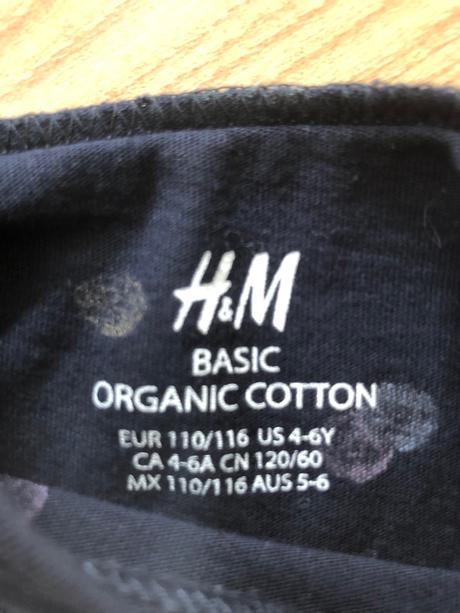 H&M
BASIC
ORGANIC COTTON
EUR 110/116 US 4-6Y
CA 4-6A CN 120/60
MX 110/116 AUS 5-6